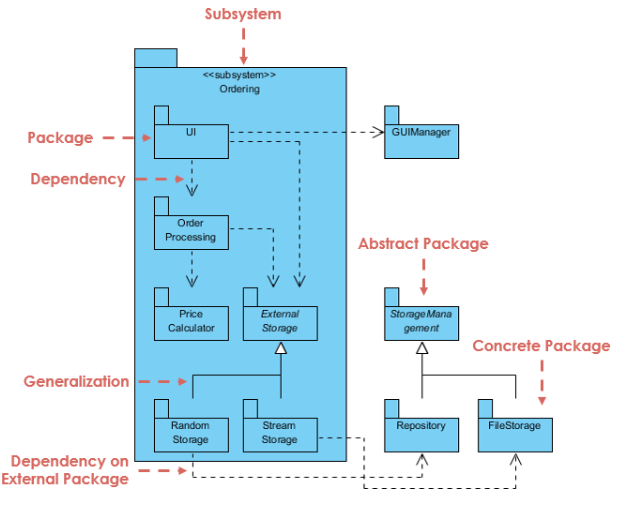 Subsystem
<<subsystem>>
Ordering
Package
UI
GUIManager
Dependency
Order
Processing
Abstract Package
Price
Calculator
External
Storage
StorageMana
gement
Concrete Package
Generalization
Random
Storage
Stream
Storage
Repository
FileStorage
Dependency on
External Package